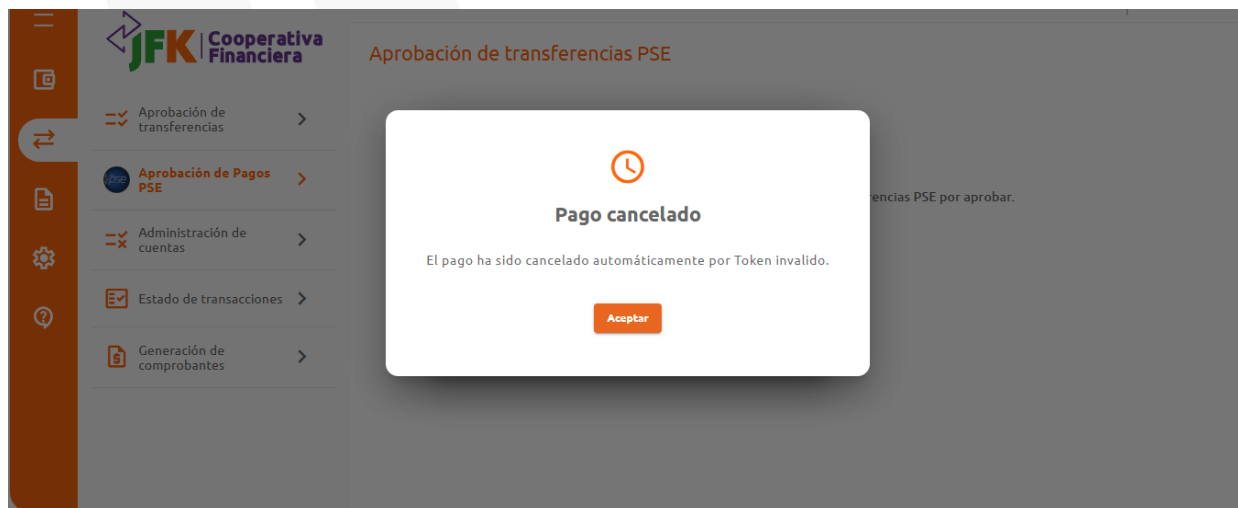 JFK Cooperativa
Financiera
Aprobación de transferencias PSE
Aprobación de
transferencias
pse
Aprobación de Pagos
PSE
Administración de
cuentas
Estado de transacciones
Generación de
comprobantes
PSE por aprobar.
Pago cancelado
El pago ha sido cancelado automáticamente por Token invalido.
Aceptar